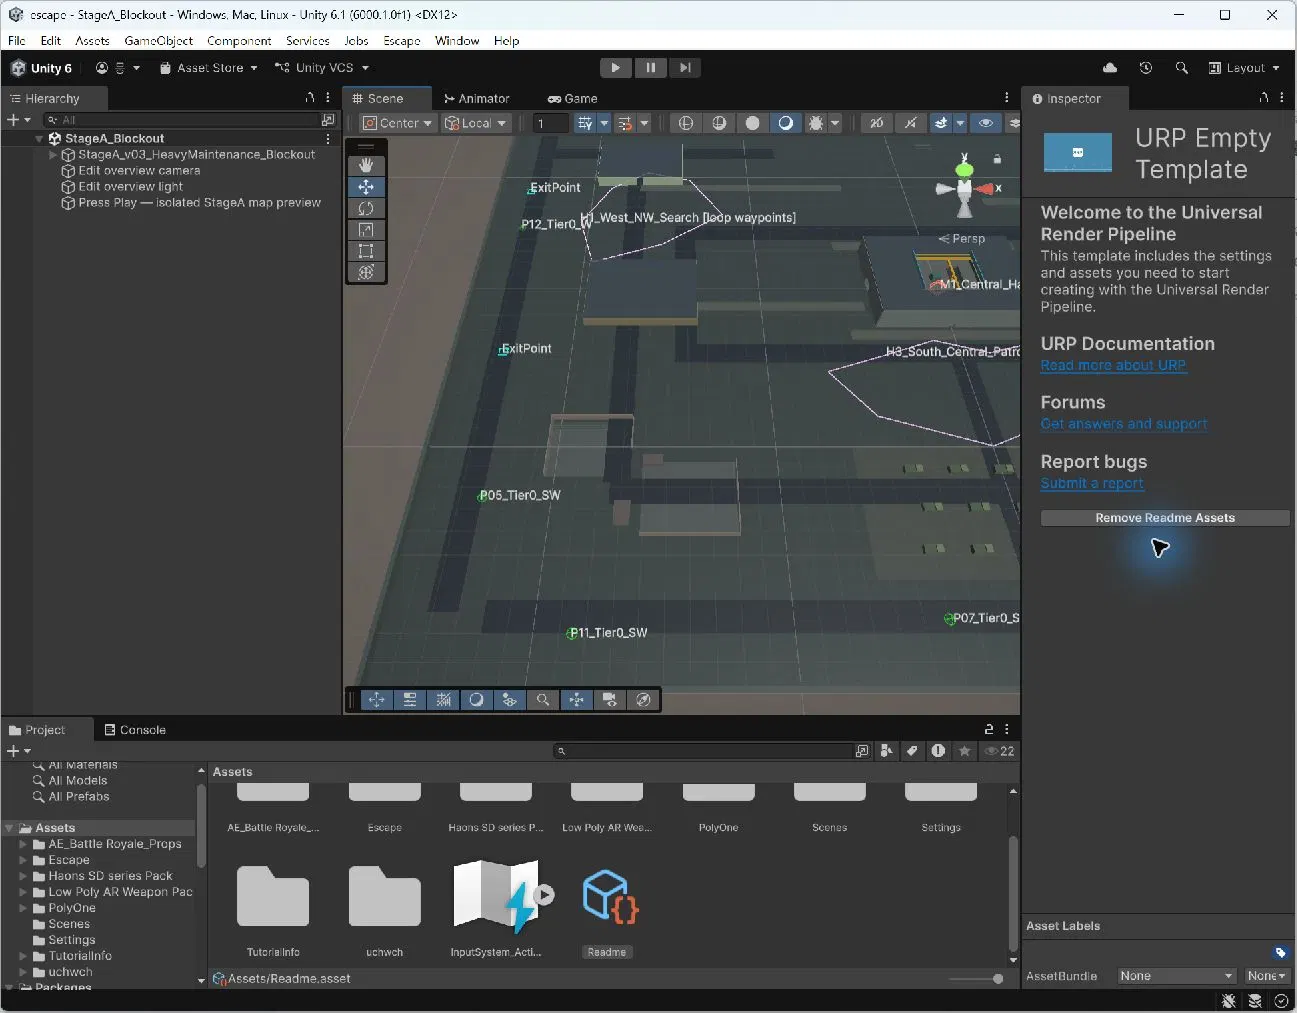 escape - StageA_Blockout - Windows, Mac, Linux - Unity 6.1 (6000.1.0f1) <DX12>
File Edit Assets GameObject Component Services Jobs Escape Window Help
Unity 6 Asset Store Unity VCS Layout
Hierarchy
All
StageA_Blockout
StageA_v03_HeavyMaintenance_Blockout
Edit overview camera
Edit overview light
Press Play — isolated StageA map preview
Scene Animator Game
Center Local 1 2D
ExitPoint
P12_Tier0_W
H1_West_NW_Search [loop waypoints]
y
x
Persp
M1_Central_Ha
ExitPoint
H3_South_Central-Patro
P05_Tier0_SW
P07_Tier0_S
P11_Tier0_SW
Inspector
URP Empty
Template
Welcome to the Universal
Render Pipeline
This template includes the settings
and assets you need to start
creating with the Universal Render
Pipeline.
URP Documentation
Read more about URP
Forums
Get answers and support
Report bugs
Submit a report
Remove Readme Assets
Asset Labels
AssetBundle None None
Project Console
22
All Materials
All Models
All Prefabs
Assets
AE_Battle Royale_Props
Escape
Haons SD series Pack
Low Poly AR Weapon Pac
PolyOne
Scenes
Settings
TutorialInfo
uchwch
Packages
Assets
AE_Battle Royale_... Escape Haons SD series P... Low Poly AR Wea... PolyOne Scenes Settings
TutorialInfo uchwch InputSystem_Acti... Readme
Assets/Readme.asset